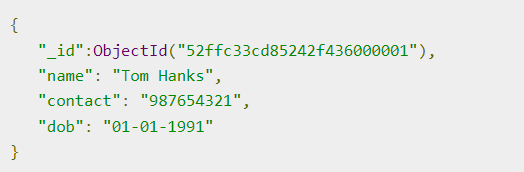 {
"_id":ObjectId("52ffc33cd85242f436000001"),
"name": "Tom Hanks",
"contact": "987654321",
"dob": "01-01-1991"
}